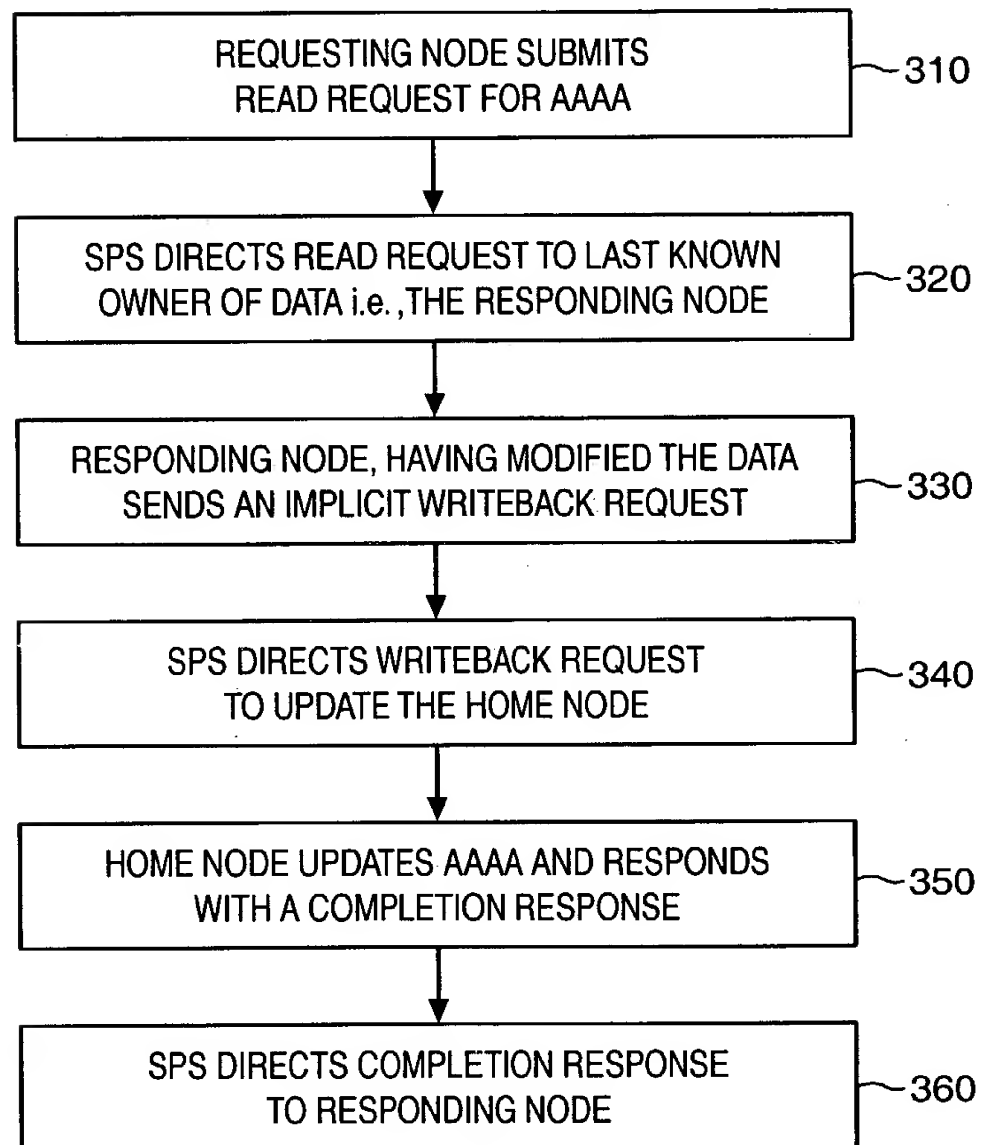 REQUESTING NODE SUBMITS
READ REQUEST FOR AAAA
310
SPS DIRECTS READ REQUEST TO LAST KNOWN
OWNER OF DATA i.e.,THE RESPONDING NODE
320
RESPONDING NODE, HAVING MODIFIED THE DATA
SENDS AN IMPLICIT WRITEBACK REQUEST
330
SPS DIRECTS WRITEBACK REQUEST
TO UPDATE THE HOME NODE
340
HOME NODE UPDATES AAAA AND RESPONDS
WITH A COMPLETION RESPONSE
350
SPS DIRECTS COMPLETION RESPONSE
TO RESPONDING NODE
360